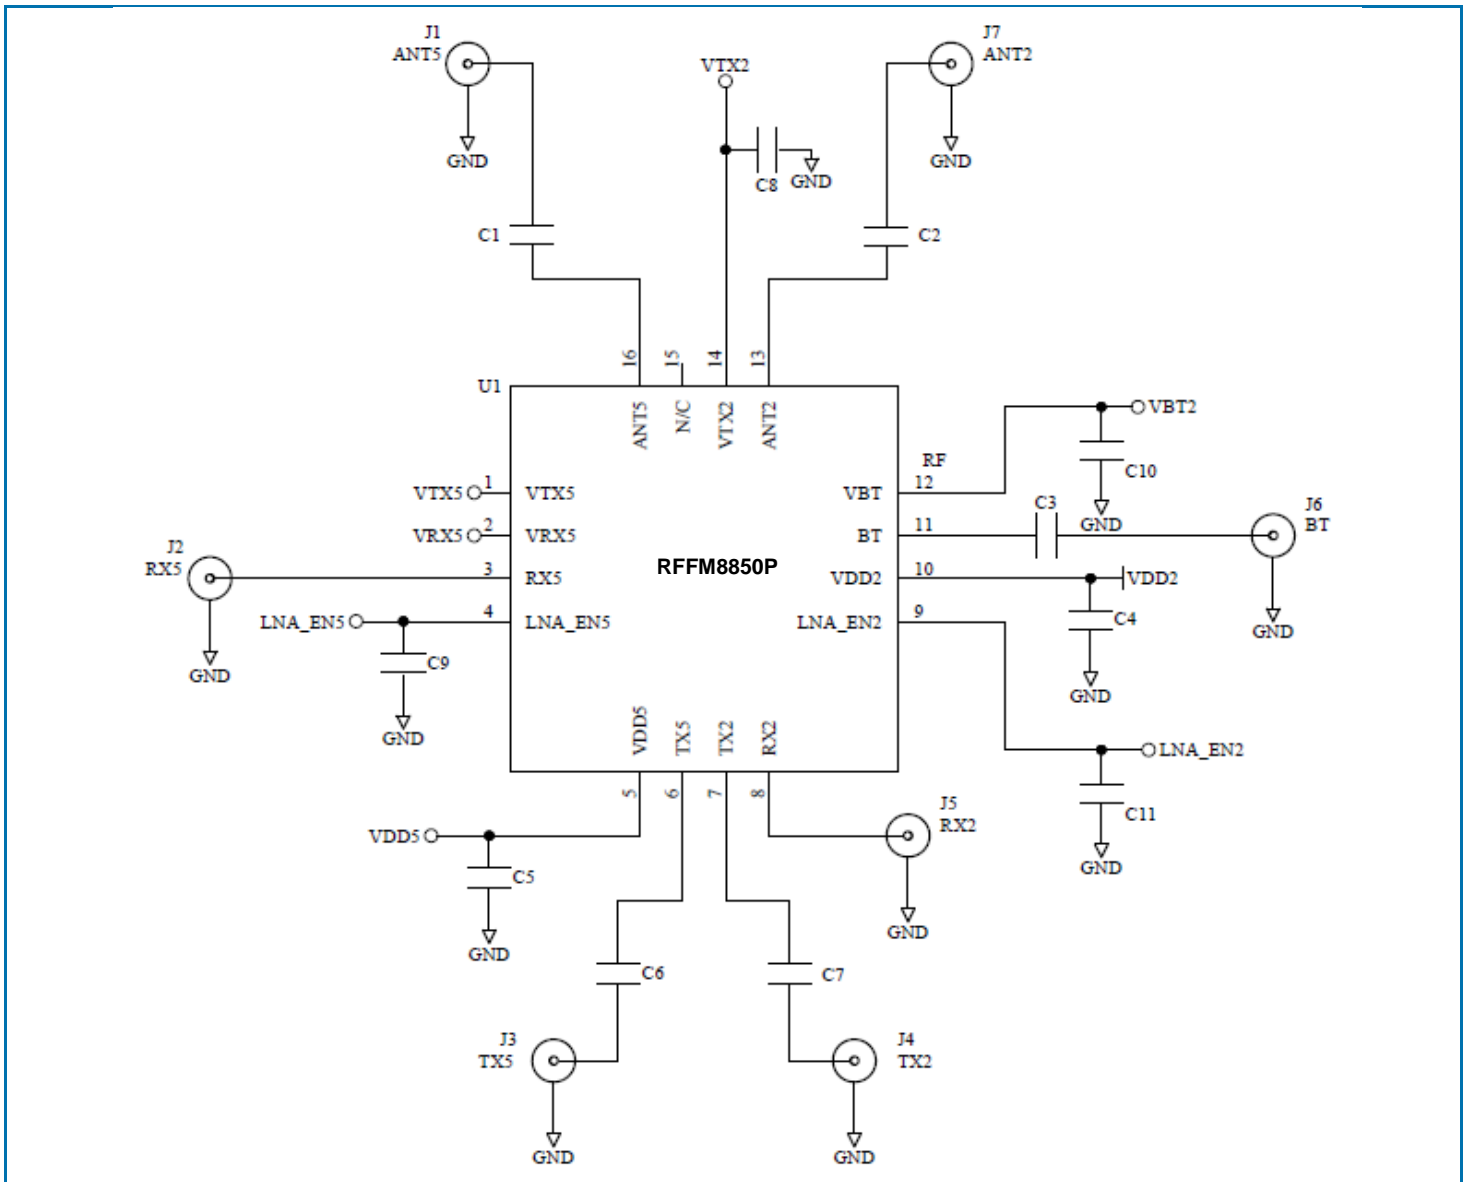 J1
ANT5
GND
VTX2
C8
GND
J7
ANT2
GND
C1
C2
16
15
14
13
U1
ANT5
N/C
VTX2
ANT2
VBT2
C10
GND
RF
VTX5
1
VTX5
VBT
12
VRX5
2
VRX5
BT
11
C3
J6
BT
GND
RFFM8850P
J2
RX5
GND
3
RX5
VDD2
10
VDD2
C4
GND
LNA_EN5
4
LNA_EN5
LNA_EN2
9
C9
GND
LNA_EN2
C11
GND
VDD5
TX5
TX2
RX2
5
6
7
8
VDD5
C5
GND
J5
RX2
GND
C6
C7
J3
TX5
GND
J4
TX2
GND